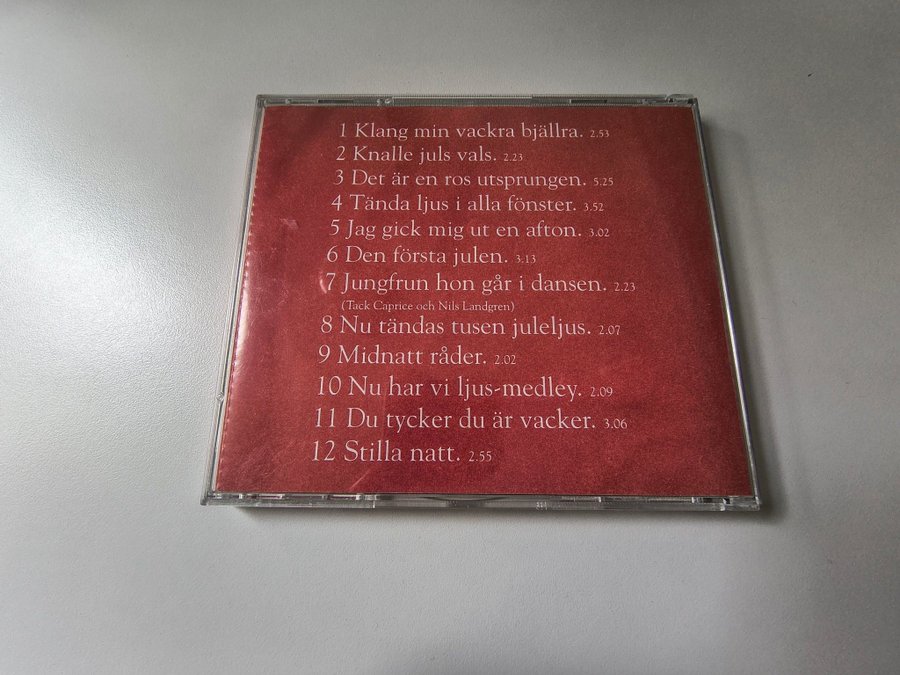 1 Klang min vackra bjällra. 2.53
2 Knalle juls vals. 2.23
3 Det är en ros utsprungen. 5.25
4 Tända ljus i alla fönster. 3.52
5 Jag gick mig ut en afton. 3.02
6 Den första julen. 3.13
7 Jungfrun hon går i dansen. 2.23
(Tack Caprice och Nils Landgren)
8 Nu tändas tusen juleljus. 2.07
9 Midnatt råder. 2.02
10 Nu har vi ljus-medley. 2.09
11 Du tycker du är vacker. 3.06
12 Stilla natt. 2.55